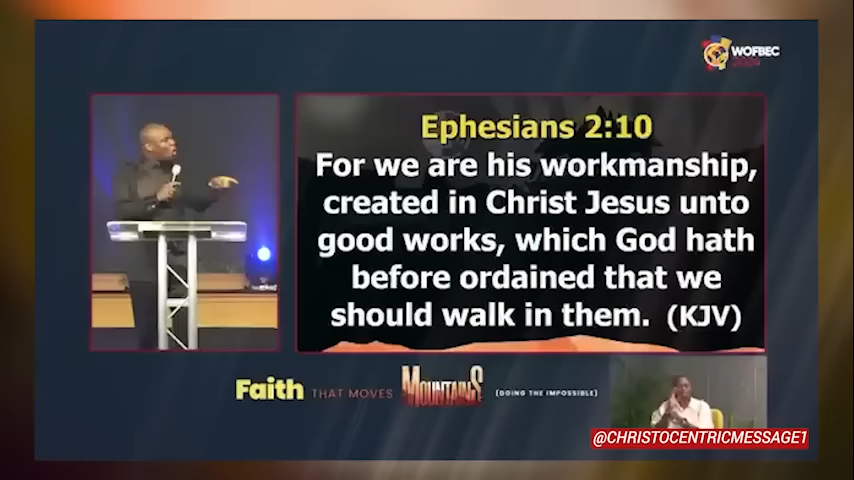 WOFBEC
Ephesians 2:10
For we are his workmanship,
created in Christ Jesus unto
good works, which God hath
before ordained that we
should walk in them. (KJV)
Faith THAT MOVES MOUNTAINS [DOING THE IMPOSSIBLE]
@CHRISTOCENTRICMESSAGE1